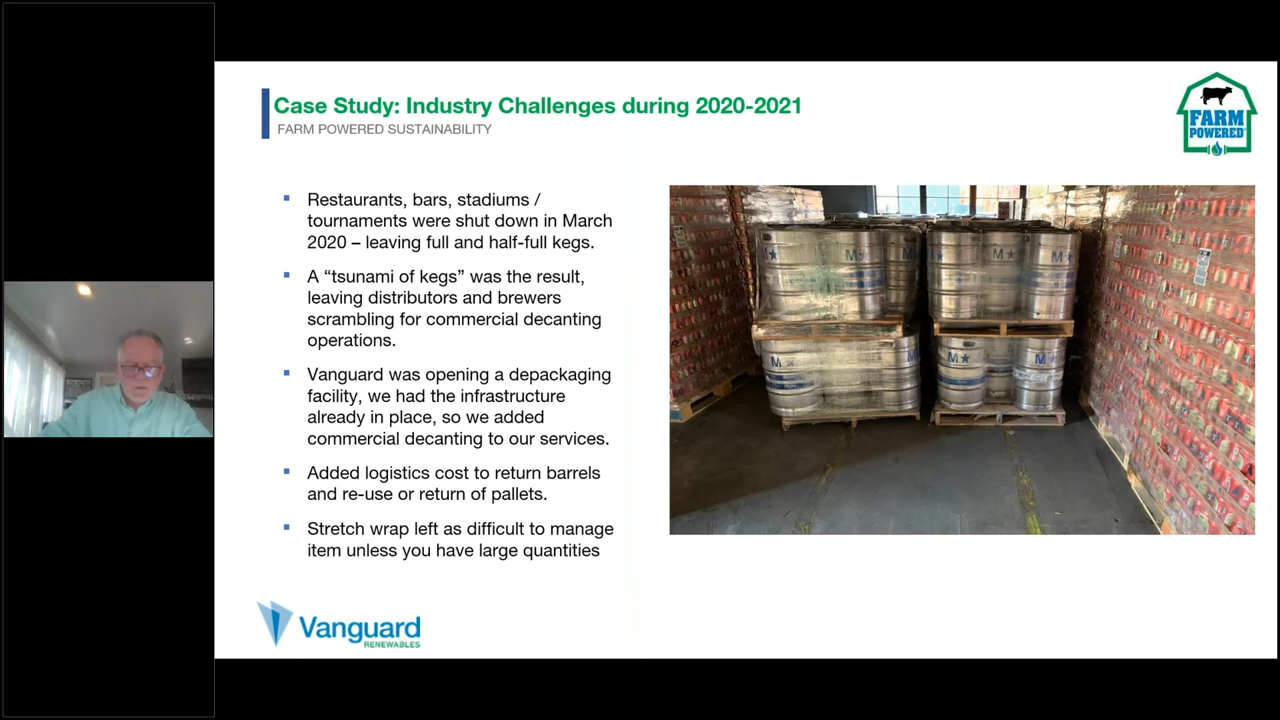 Case Study: Industry Challenges during 2020-2021
FARM POWERED SUSTAINABILITY
FARM
POWERED
Restaurants, bars, stadiums /
tournaments were shut down in March
2020 – leaving full and half-full kegs.
A “tsunami of kegs” was the result,
leaving distributors and brewers
scrambling for commercial decanting
operations.
Vanguard was opening a depackaging
facility, we had the infrastructure
already in place, so we added
commercial decanting to our services.
Added logistics cost to return barrels
and re-use or return of pallets.
Stretch wrap left as difficult to manage
item unless you have large quantities
M★
M★
M★
M★
M★
M★
M★
Vanguard
RENEWABLES